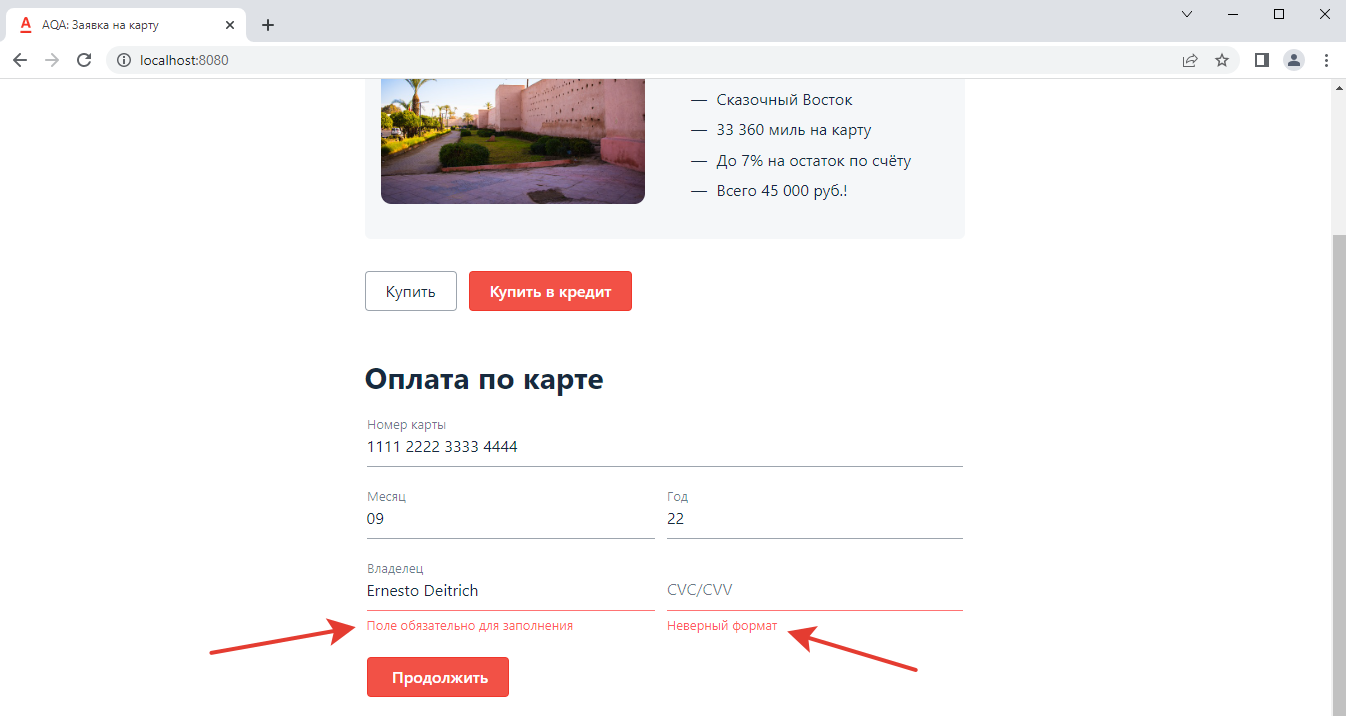 AQA: Заявка на карту
localhost:8080
— Сказочный Восток
— 33 360 миль на карту
— До 7% на остаток по счёту
— Всего 45 000 руб.!
Купить Купить в кредит
Оплата по карте
Номер карты
1111 2222 3333 4444
Месяц Год
09 22
Владелец
Ernesto Deitrich CVC/CVV
Поле обязательно для заполнения Неверный формат
Продолжить